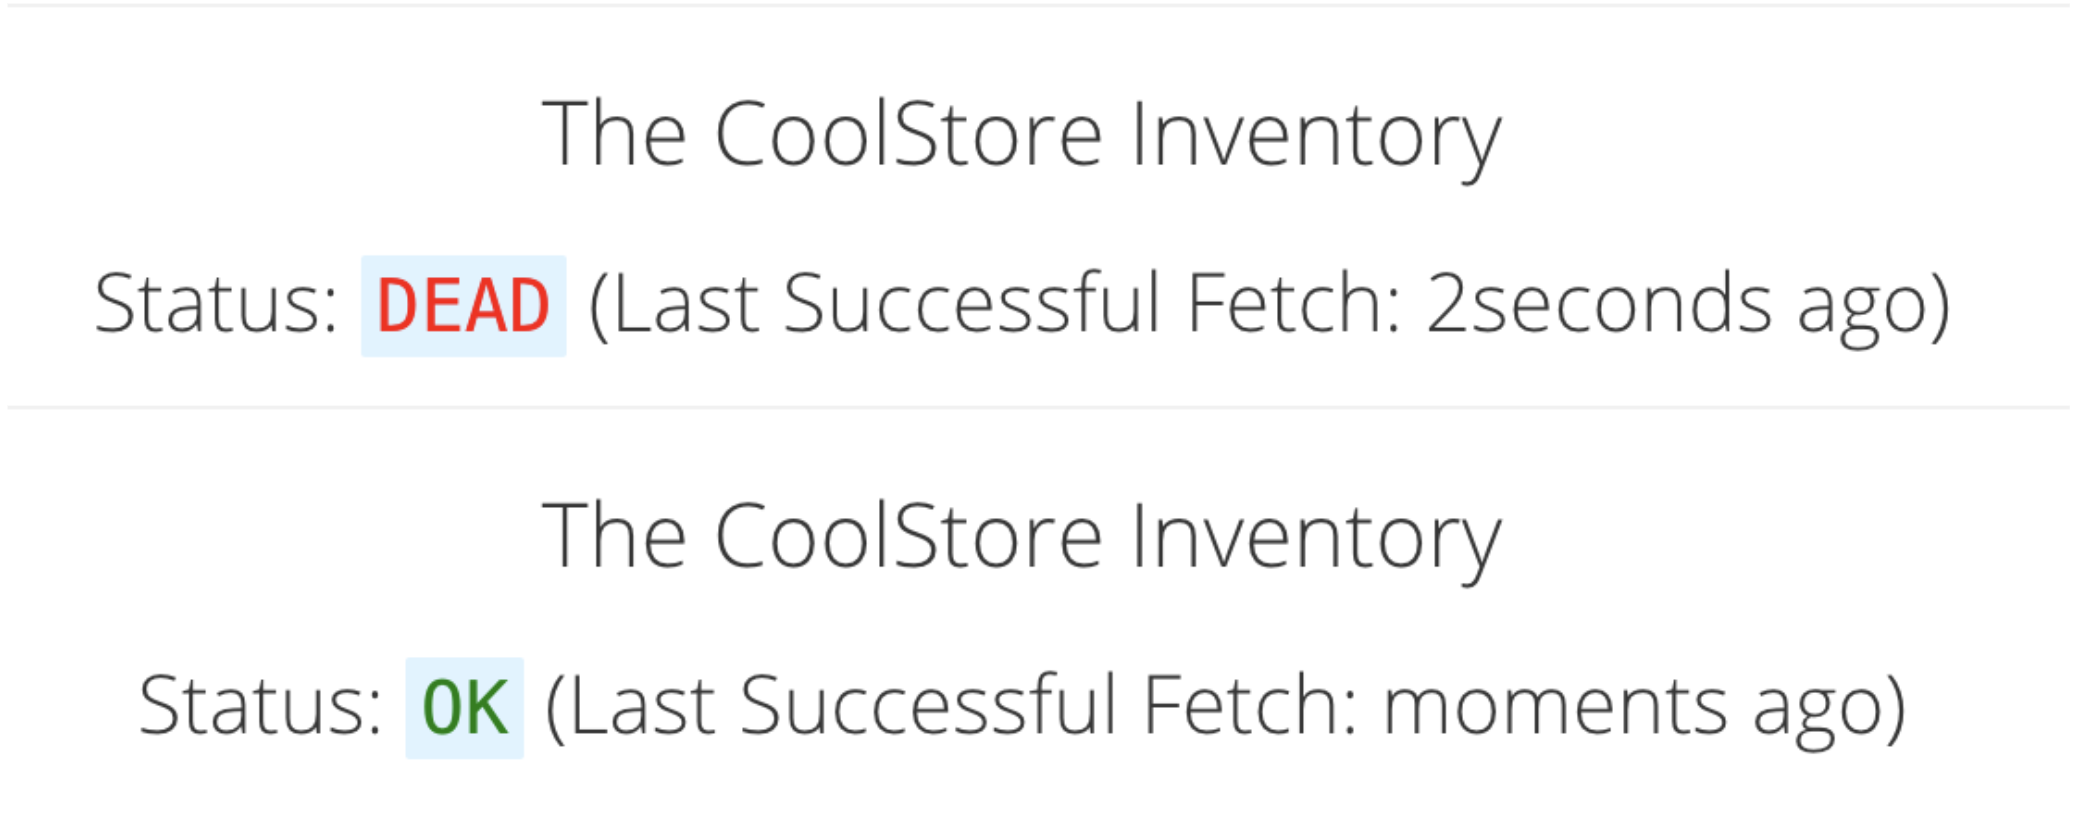 The CoolStore Inventory
Status: DEAD (Last Successful Fetch: 2seconds ago)
The CoolStore Inventory
Status: OK (Last Successful Fetch: moments ago)